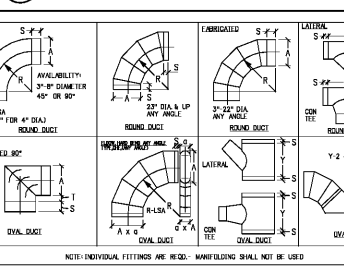 S
A
R
AVAILABILITY:
3"-8" DIAMETER
45° OR 90°
" FOR 4" DIA.)
ROUND DUCT
R
S
A
S
23" DIA. & UP
ANY ANGLE
ROUND DUCT
FABRICATED
S
A
R
3"-22" DIA.
ANY ANGLE
ROUND DUCT
LATERAL
S
S
CON
TEE
ROUN
ED 90°
A
T
S
OVAL DUCT
S
a
A
R
R=LSA
A x a
a x A
OVAL DUCT
LATERAL
S
Y
S
S
Y
S
CON
TEE
OVAL DUCT
Y-2
OVA
NOTE: INDIVIDUAL FITTINGS ARE REQD.- MANIFOLDING SHALL NOT BE USED